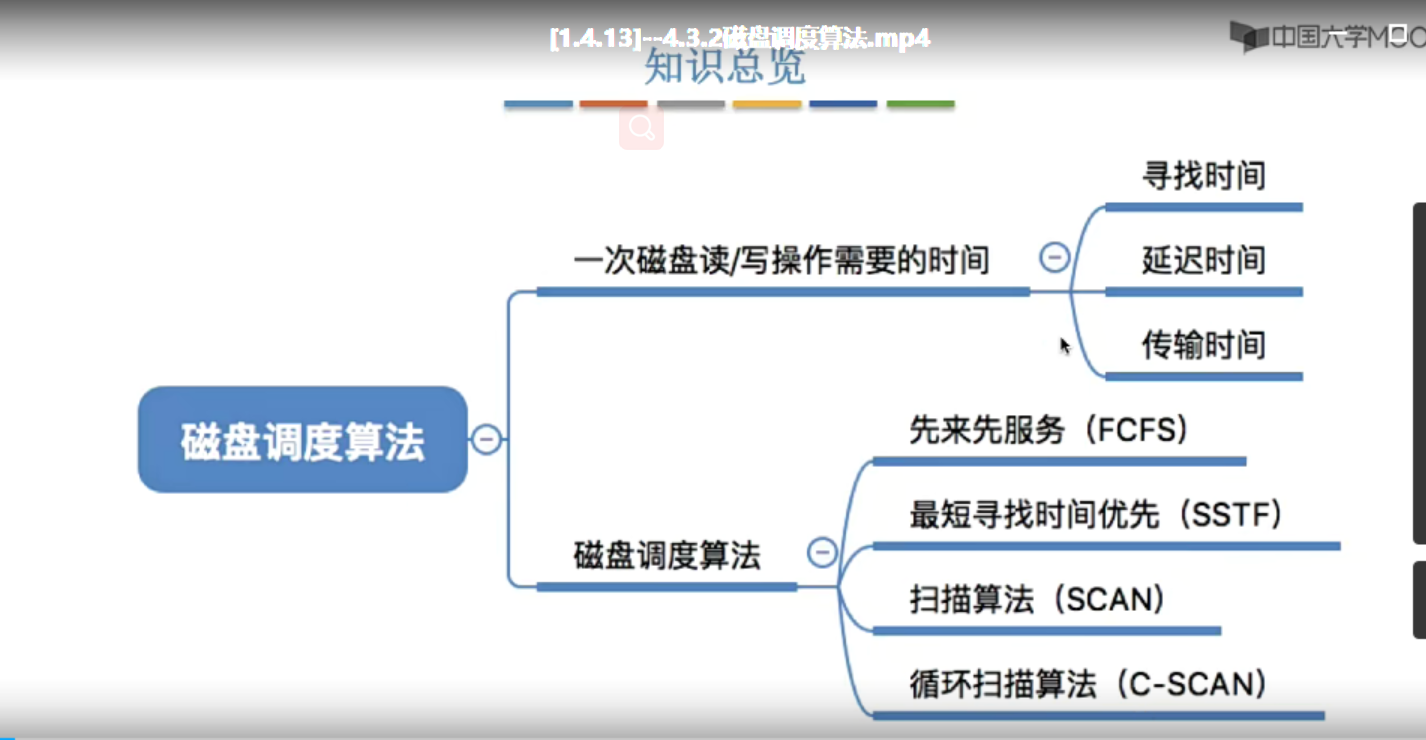 [1.4.13]--4.3.2磁盘调度算法.mp4
中国大学MOO
知识总览
寻找时间
一次磁盘读/写操作需要的时间
延迟时间
传输时间
磁盘调度算法
先来先服务（FCFS）
最短寻找时间优先（SSTF）
磁盘调度算法
扫描算法（SCAN）
循环扫描算法（C-SCAN）